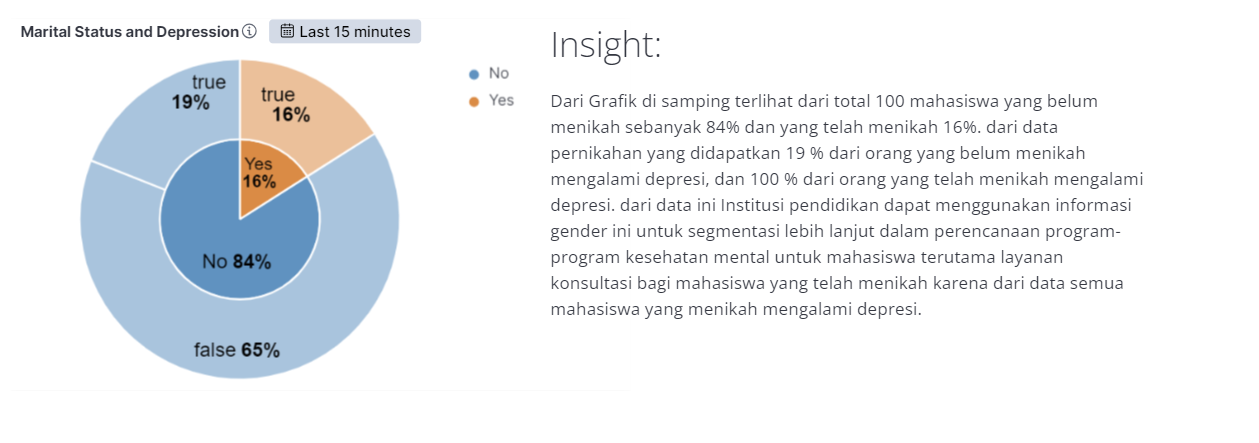 Marital Status and Depression
Last 15 minutes
true
19%
true
16%
Yes
16%
No 84%
false 65%
No
Yes
Insight:
Dari Grafik di samping terlihat dari total 100 mahasiswa yang belum
menikah sebanyak 84% dan yang telah menikah 16%. dari data
pernikahan yang didapatkan 19 % dari orang yang belum menikah
mengalami depresi, dan 100 % dari orang yang telah menikah mengalami
depresi. dari data ini Institusi pendidikan dapat menggunakan informasi
gender ini untuk segmentasi lebih lanjut dalam perencanaan program-
program kesehatan mental untuk mahasiswa terutama layanan
konsultasi bagi mahasiswa yang telah menikah karena dari data semua
mahasiswa yang menikah mengalami depresi.